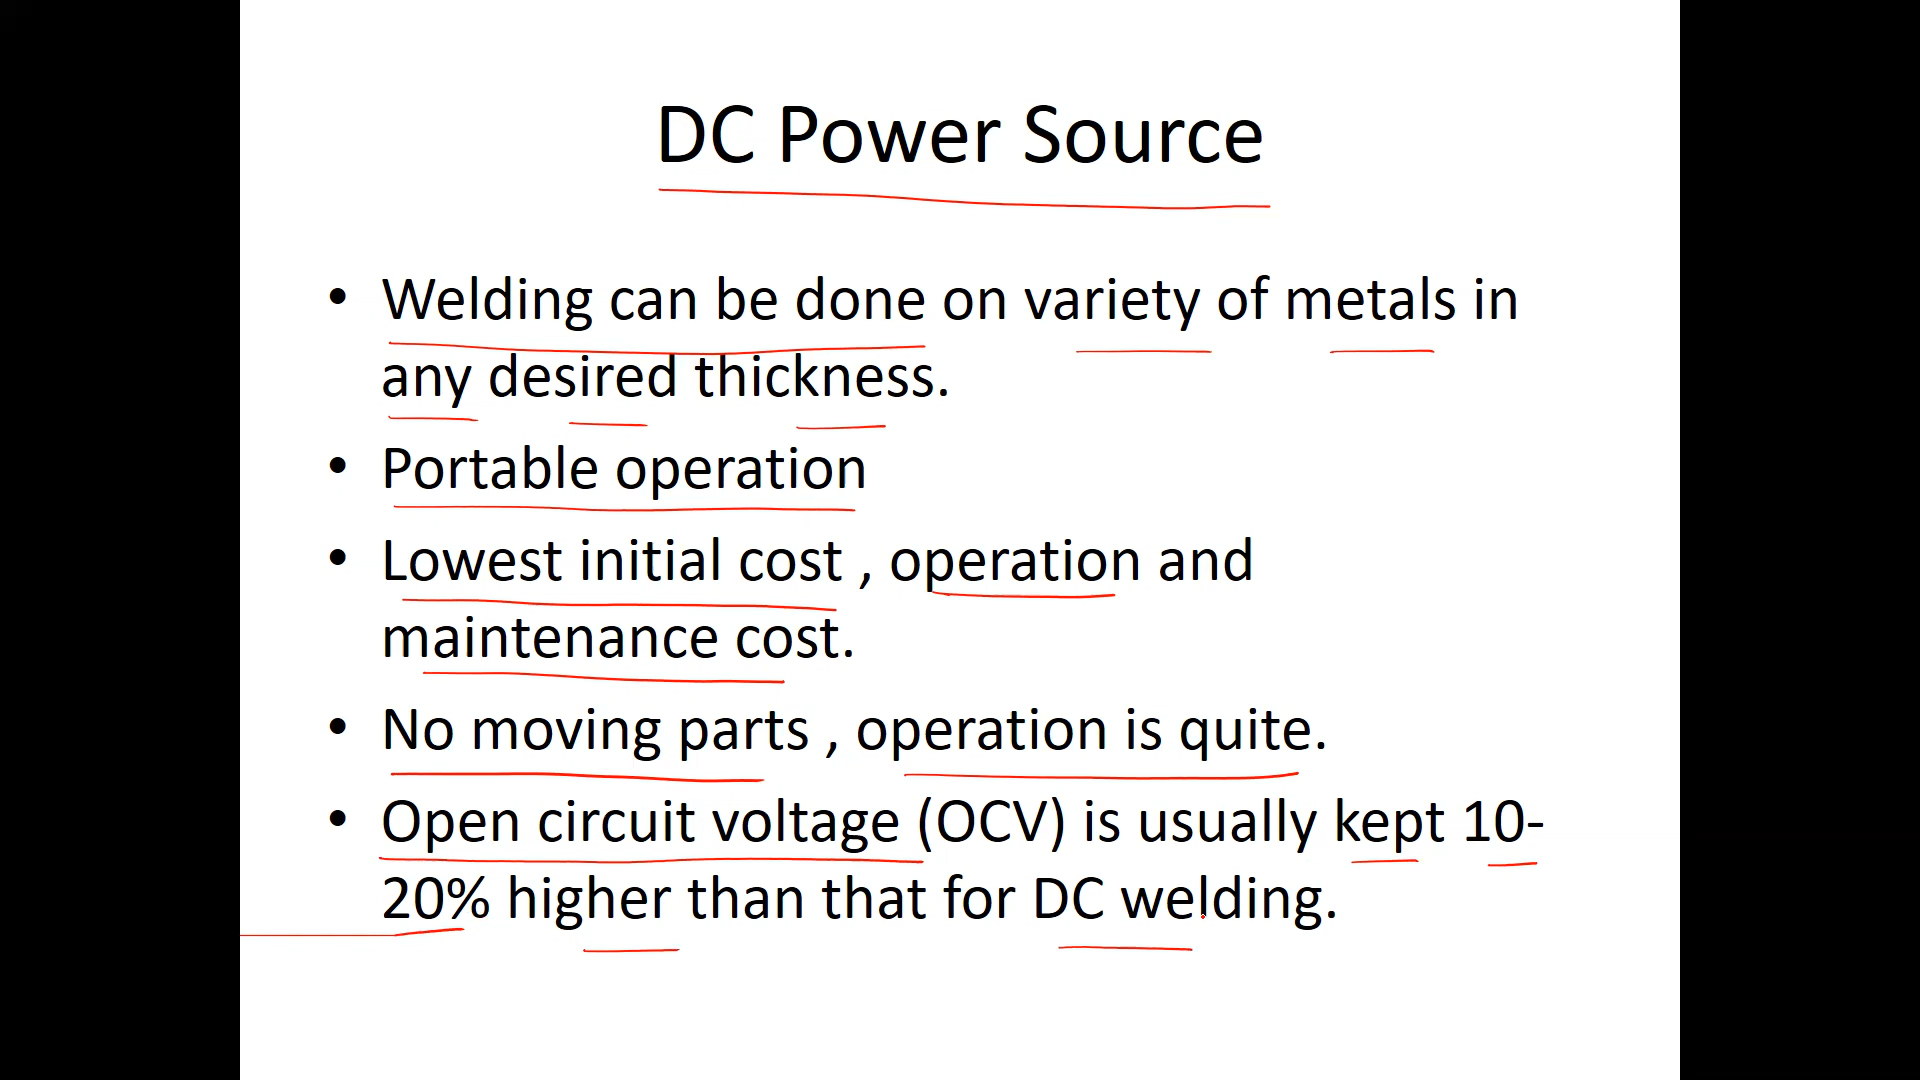 DC Power Source
• Welding can be done on variety of metals in
any desired thickness.
• Portable operation
• Lowest initial cost , operation and
maintenance cost.
• No moving parts , operation is quite.
• Open circuit voltage (OCV) is usually kept 10-
20% higher than that for DC welding.